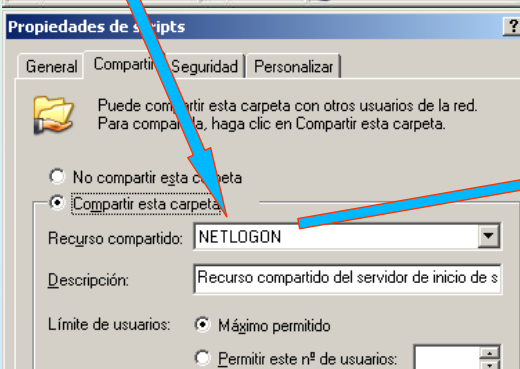 Propiedades de scripts
?
General Compartir Seguridad Personalizar
Puede compartir esta carpeta con otros usuarios de la red.
Para compartirla, haga clic en Compartir esta carpeta.
No compartir esta carpeta
Compartir esta carpeta
Recurso compartido: NETLOGON
Descripción: Recurso compartido del servidor de inicio de s
Límite de usuarios: Máximo permitido
Permitir este nº de usuarios: